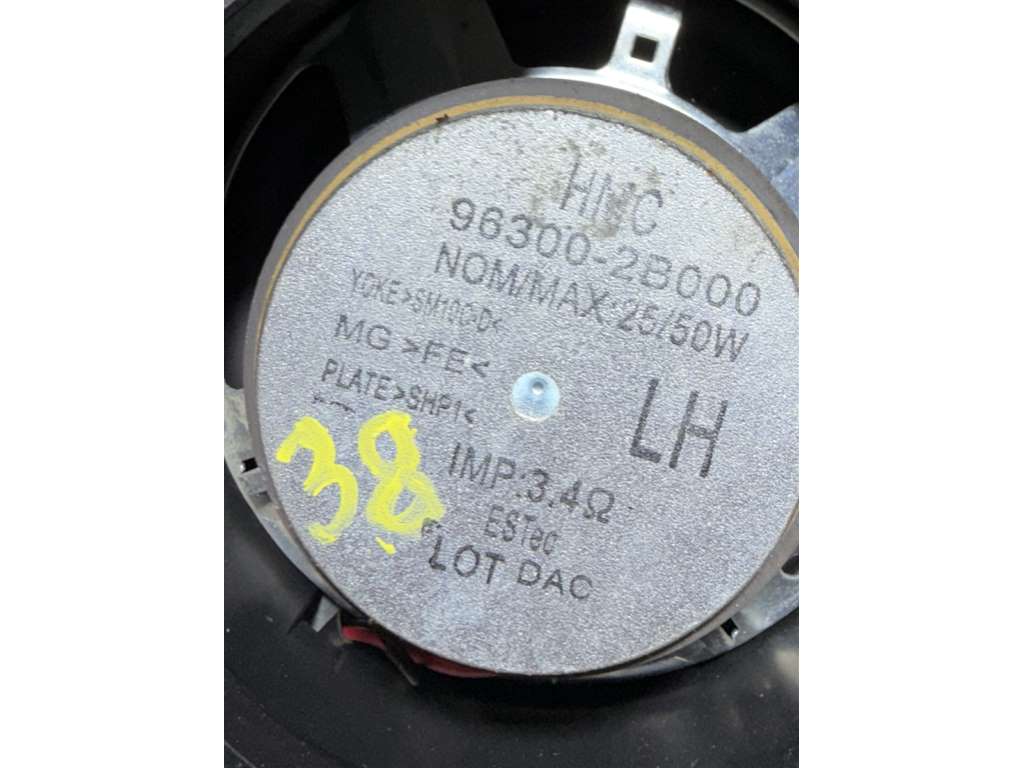 HMC
96300-2B000
NOM/MAX:25/50W
YOKE>SM10C-D<
MG >FE<
PLATE>SHP1<
LH
38
IMP:3.4Ω
ESTec
LOT DAC